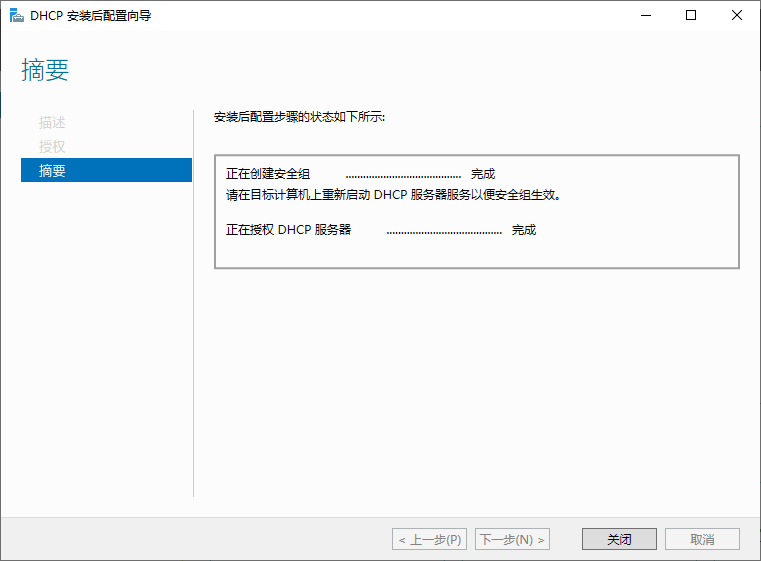 DHCP 安装后配置向导
摘要
描述
授权
摘要
安装后配置步骤的状态如下所示:
正在创建安全组 ........................................ 完成
请在目标计算机上重新启动 DHCP 服务器服务以便安全组生效。
正在授权 DHCP 服务器 ........................................ 完成
< 上一步(P) 下一步(N) > 关闭 取消